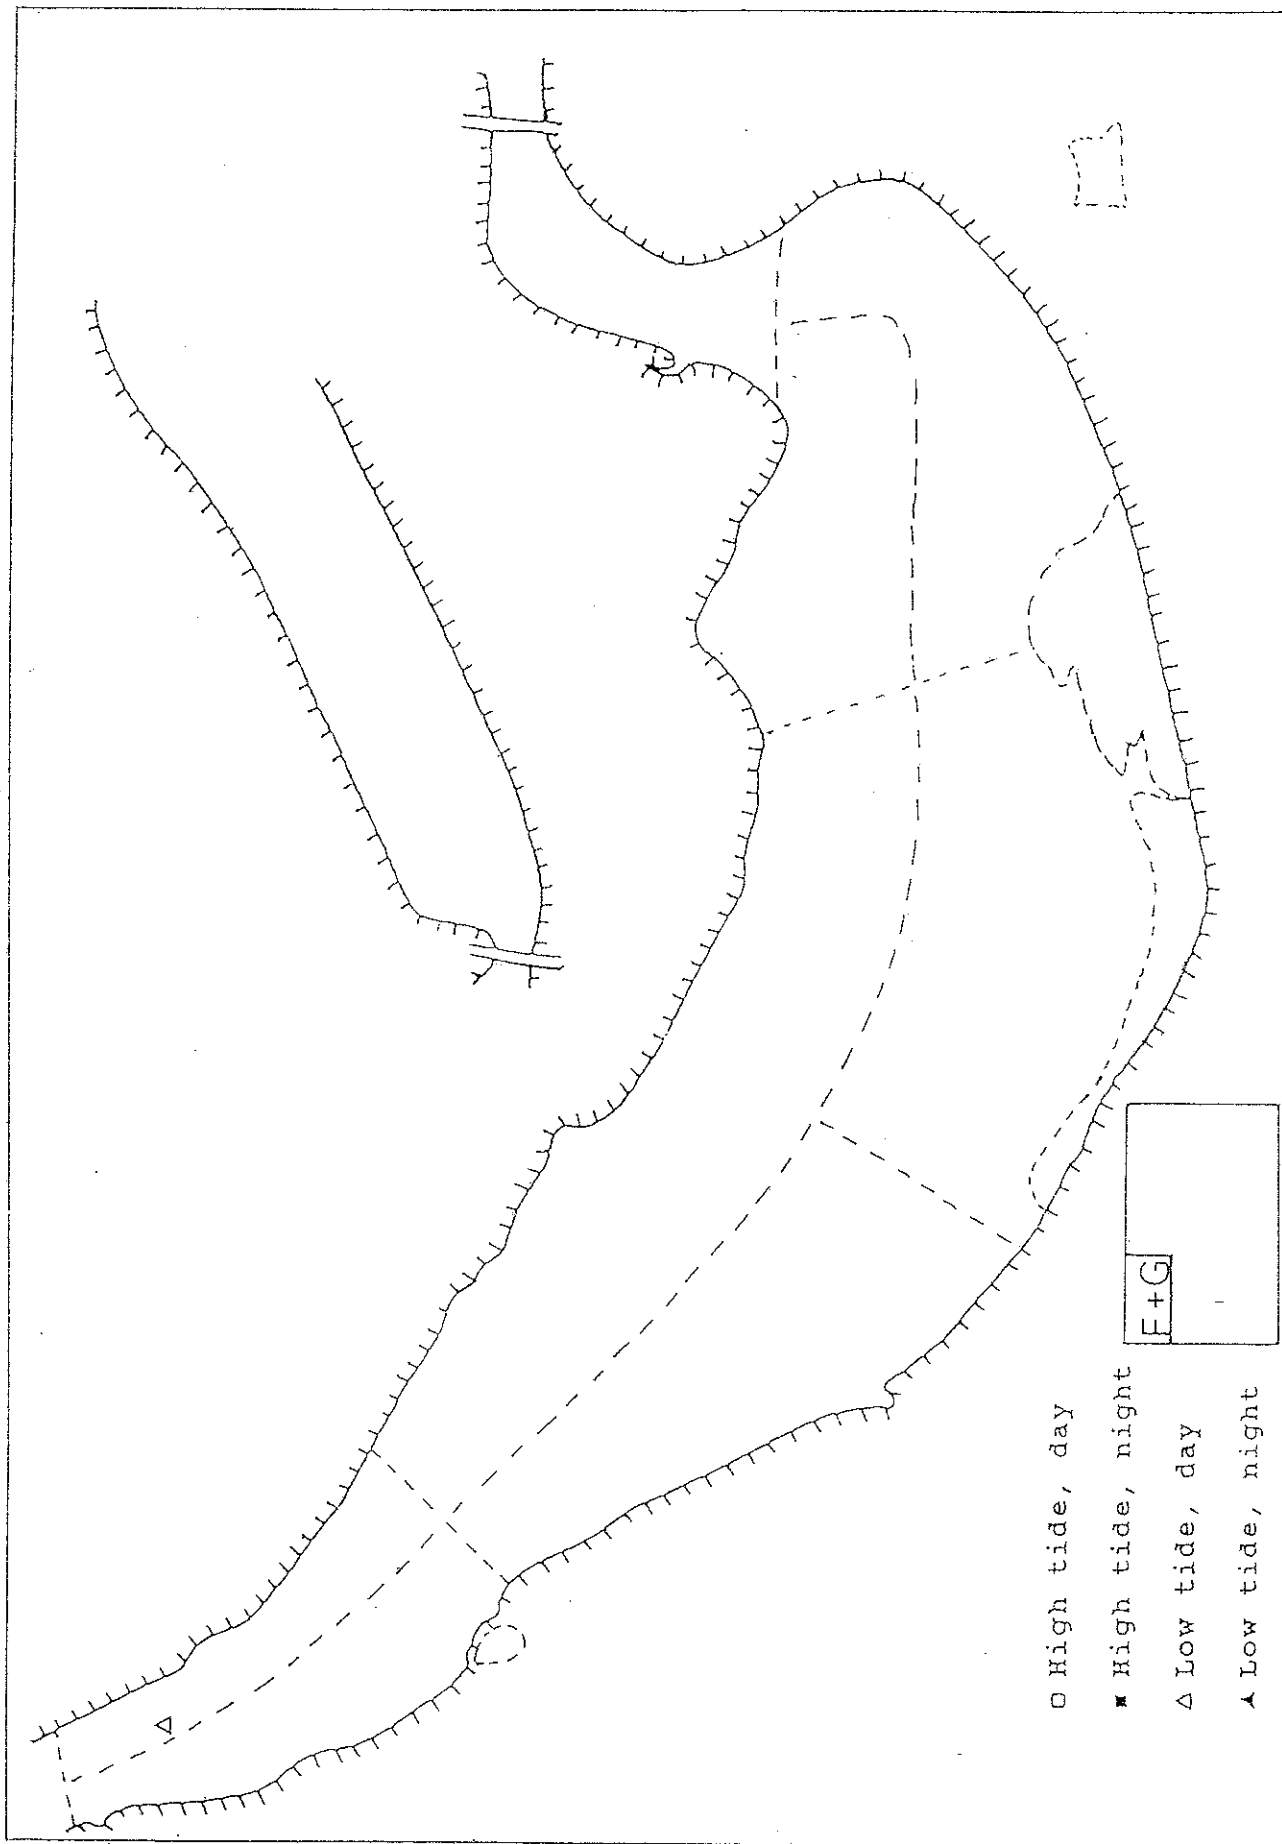 F+G
○ High tide, day
✖ High tide, night
△ Low tide, day
▲ Low tide, night